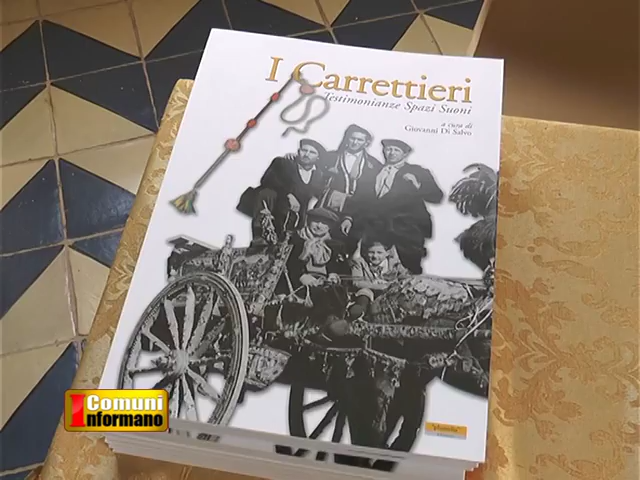 I Carrettieri
Testimonianze Spazi Suoni
a cura di
Giovanni Di Salvo
I Comuni
Informano